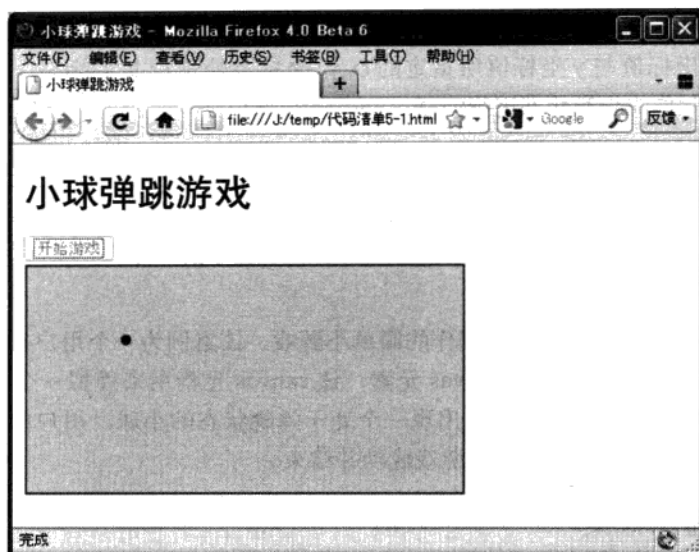 小球弹跳游戏 - Mozilla Firefox 4.0 Beta 6
文件(F) 编辑(E) 查看(V) 历史(S) 书签(B) 工具(T) 帮助(H)
小球弹跳游戏
file:///J:/temp/代码清单5-1.html
Google
反馈
小球弹跳游戏
开始游戏
完成